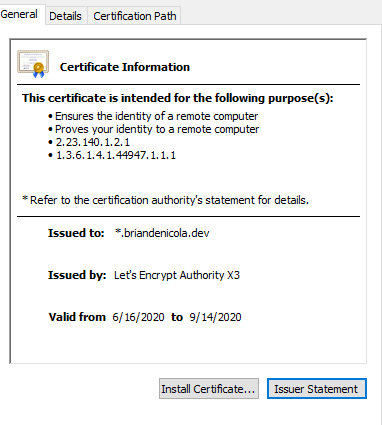 General Details Certification Path
Certificate Information
This certificate is intended for the following purpose(s):
• Ensures the identity of a remote computer
• Proves your identity to a remote computer
• 2.23.140.1.2.1
• 1.3.6.1.4.1.44947.1.1.1
* Refer to the certification authority's statement for details.
Issued to: *.briandenicola.dev
Issued by: Let's Encrypt Authority X3
Valid from 6/16/2020 to 9/14/2020
Install Certificate... Issuer Statement